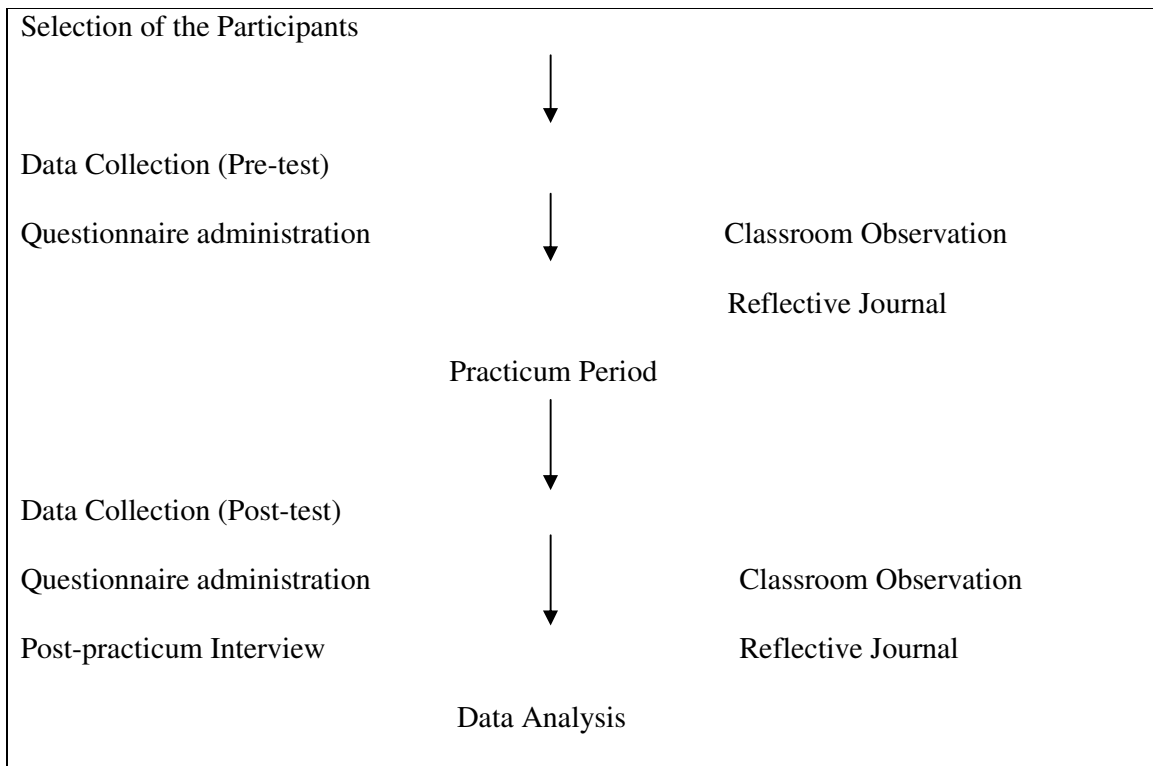 Selection of the Participants
Data Collection (Pre-test)
Questionnaire administration Classroom Observation
Reflective Journal
Practicum Period
Data Collection (Post-test)
Questionnaire administration Classroom Observation
Post-practicum Interview Reflective Journal
Data Analysis